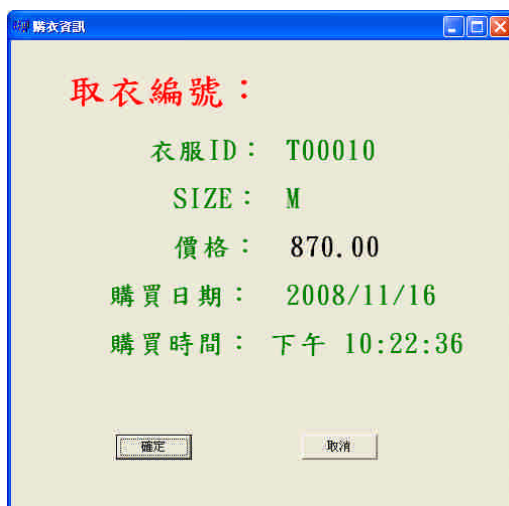 購衣資訊
取衣編號：
衣服ID： T00010
SIZE： M
價格： 870.00
購買日期： 2008/11/16
購買時間： 下午 10:22:36
確定 取消